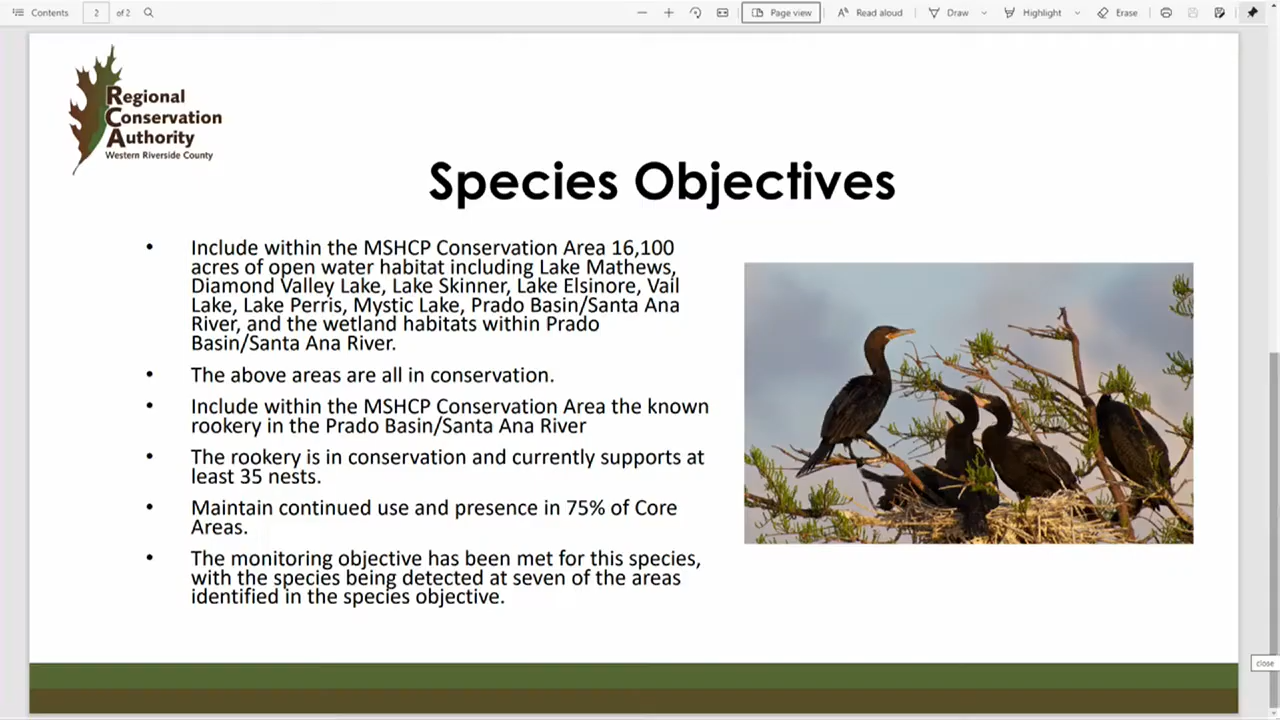 Contents
2
of 2
Page view
Read aloud
Draw
Highlight
Erase
Regional
Conservation
Authority
Western Riverside County
Species Objectives
• Include within the MSHCP Conservation Area 16,100
acres of open water habitat including Lake Mathews,
Diamond Valley Lake, Lake Skinner, Lake Elsinore, Vail
Lake, Lake Perris, Mystic Lake, Prado Basin/Santa Ana
River, and the wetland habitats within Prado
Basin/Santa Ana River.
• The above areas are all in conservation.
• Include within the MSHCP Conservation Area the known
rookery in the Prado Basin/Santa Ana River
• The rookery is in conservation and currently supports at
least 35 nests.
• Maintain continued use and presence in 75% of Core
Areas.
• The monitoring objective has been met for this species,
with the species being detected at seven of the areas
identified in the species objective.
close